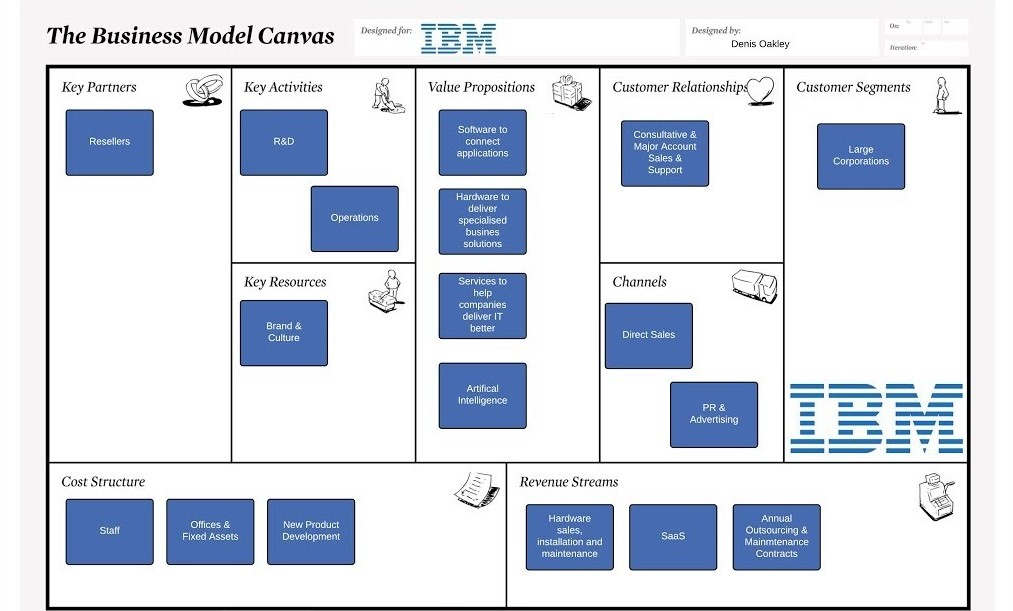 The Business Model Canvas
Designed for:
IBM
Designed by:
Denis Oakley
On:
Iteration:
Key Partners
Resellers
Key Activities
R&D
Operations
Key Resources
Brand &
Culture
Value Propositions
Software to
connect
applications
Hardware to
deliver
specialised
busines
solutions
Services to
help
companies
deliver IT
better
Artifical
Intelligence
Customer Relationships
Consultative &
Major Account
Sales &
Support
Channels
Direct Sales
PR &
Advertising
Customer Segments
Large
Corporations
IBM
Cost Structure
Staff
Offices &
Fixed Assets
New Product
Development
Revenue Streams
Hardware
sales,
installation and
maintenance
SaaS
Annual
Outsourcing &
Mainmtenance
Contracts